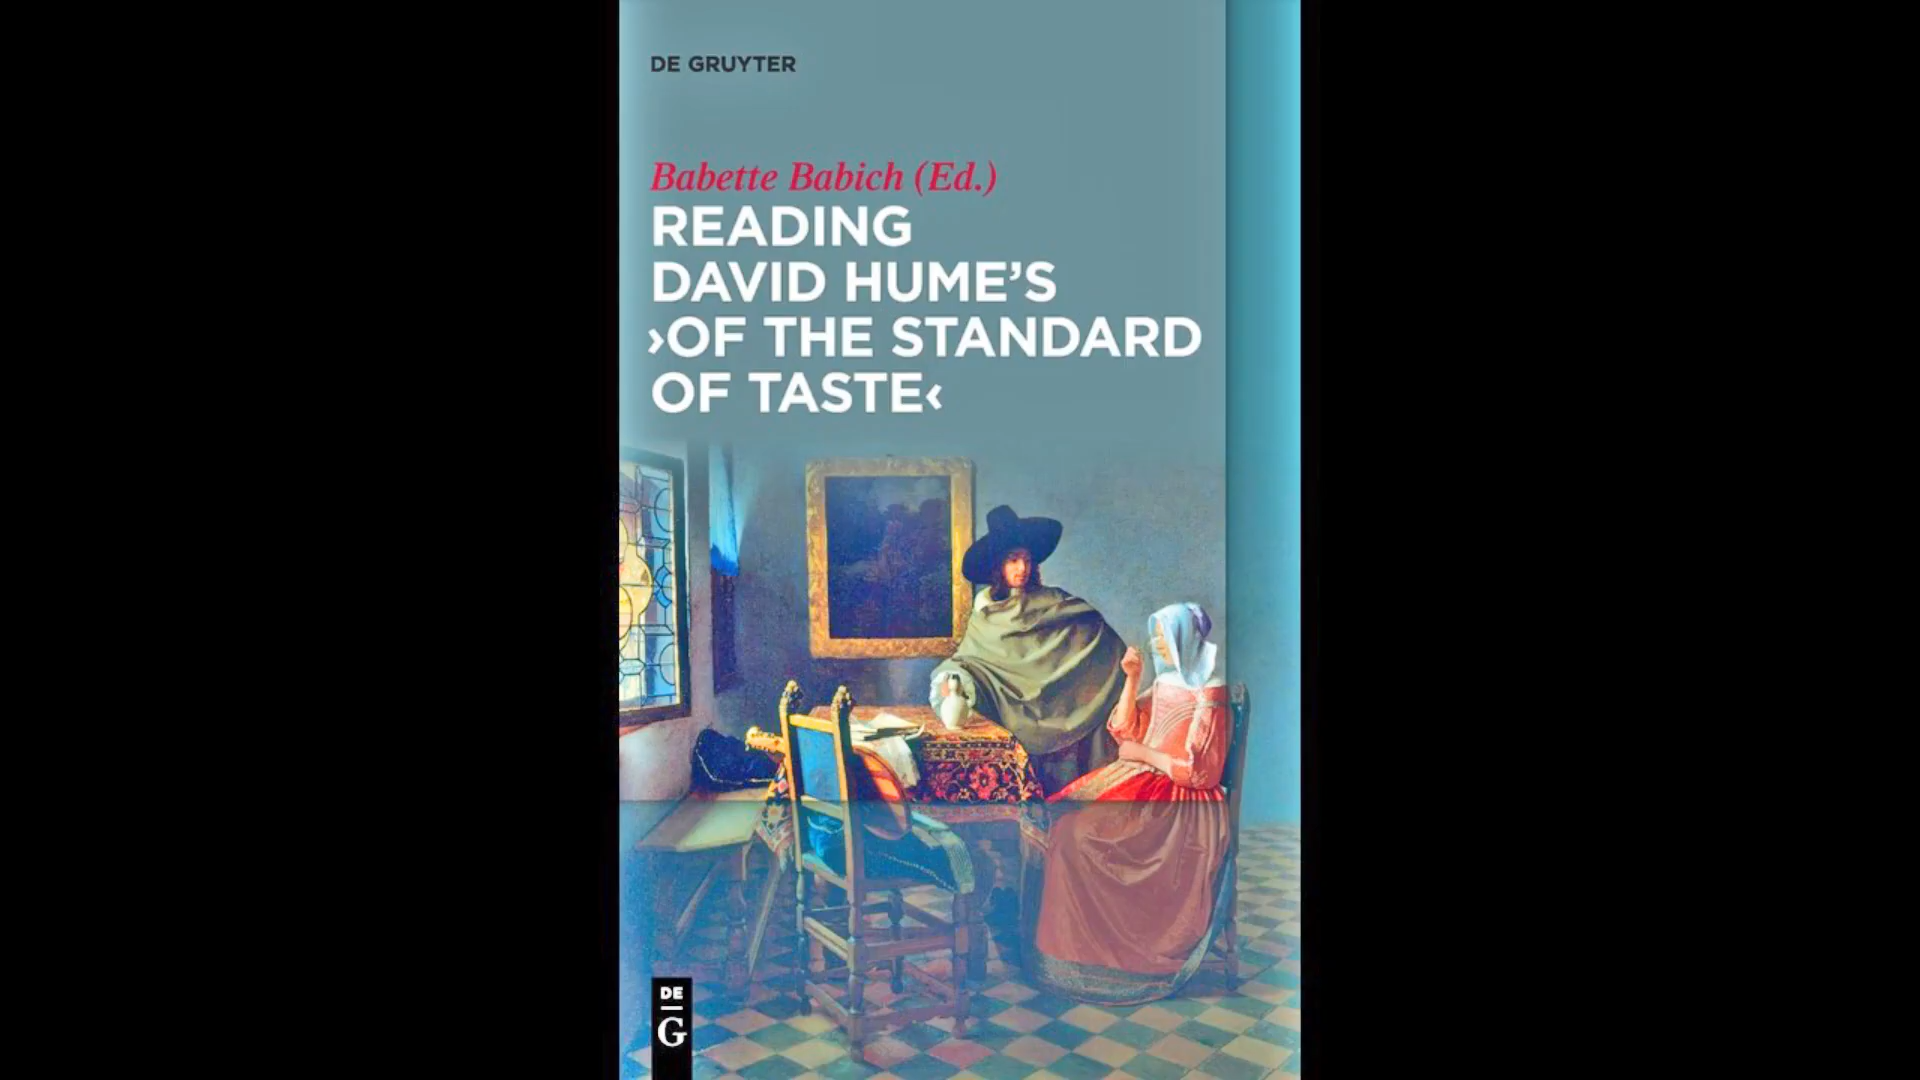 DE GRUYTER
Babette Babich (Ed.)
READING
DAVID HUME’S
›OF THE STANDARD
OF TASTE‹
DE
G